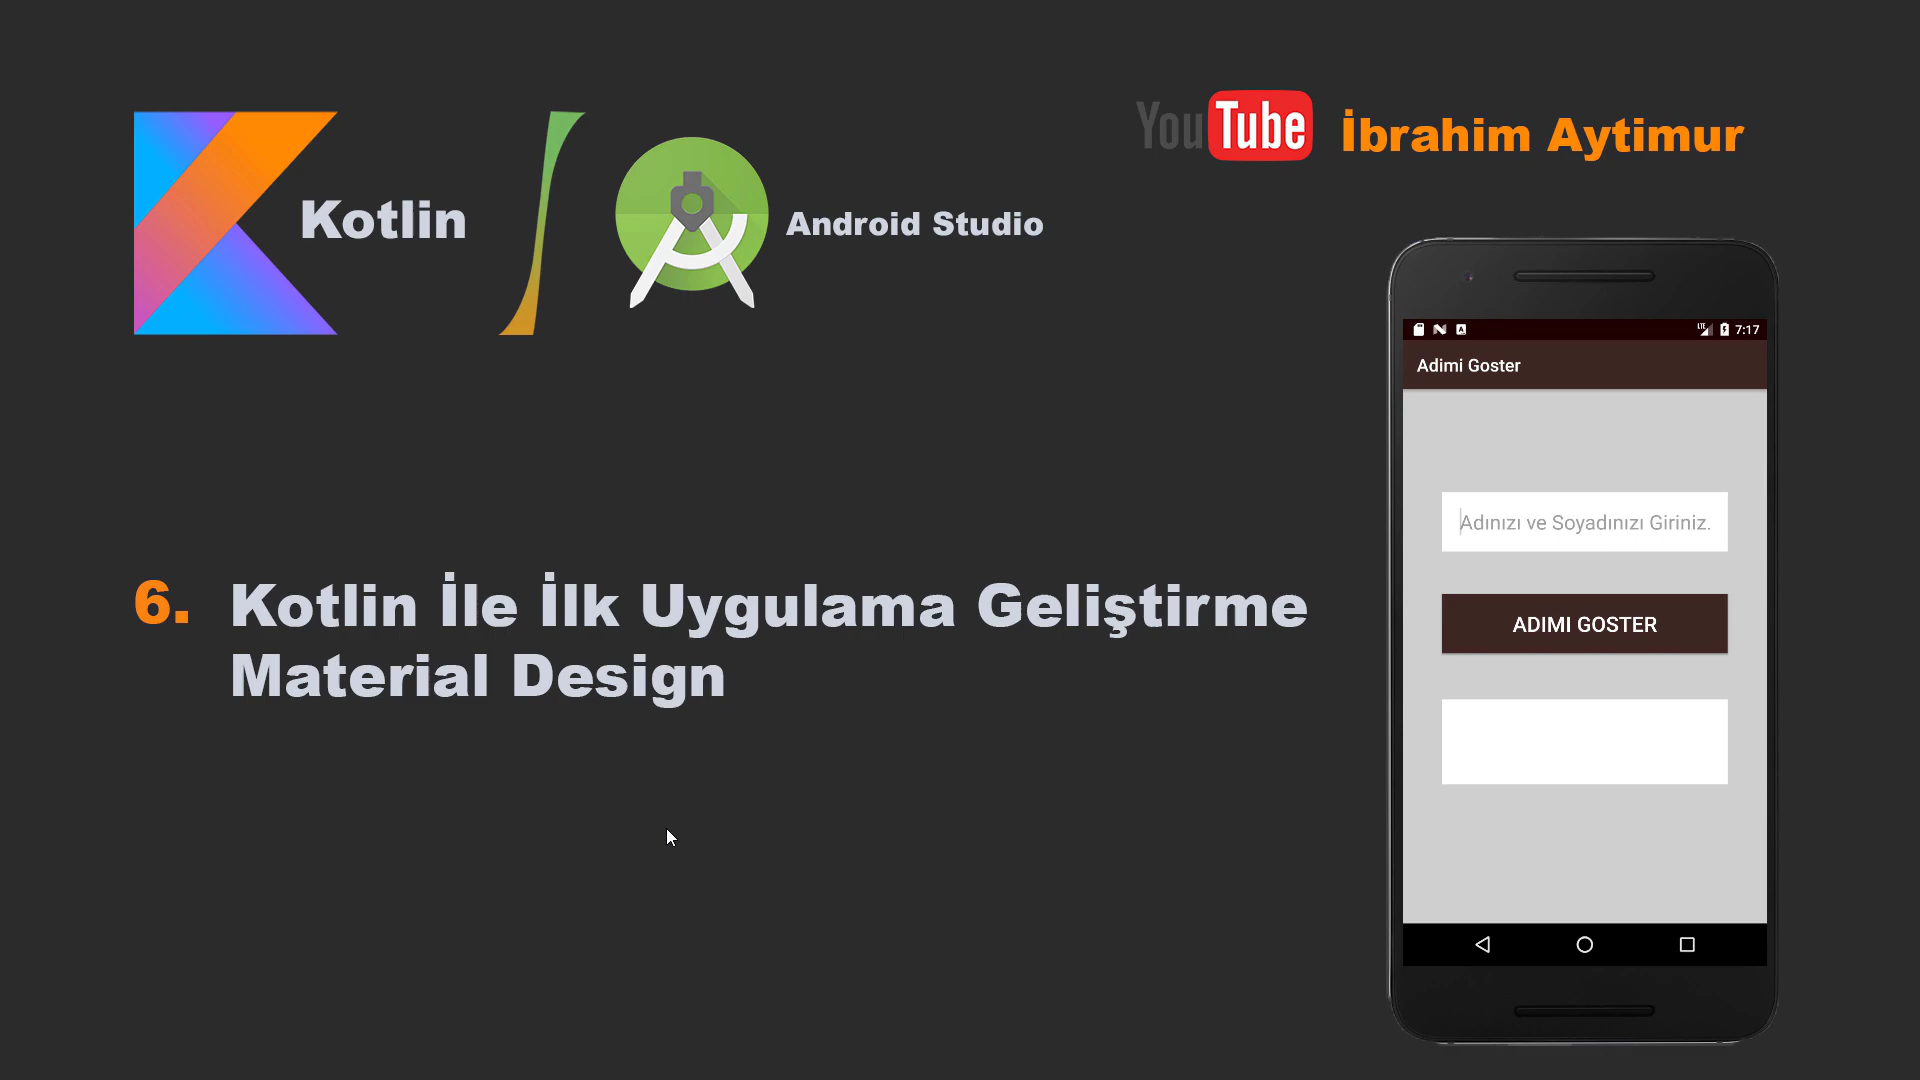 YouTube İbrahim Aytimur
Kotlin
Android Studio
LTE 7:17
Adimi Goster
Adınızı ve Soyadınızı Giriniz.
ADIMI GOSTER
6. Kotlin İle İlk Uygulama Geliştirme
Material Design